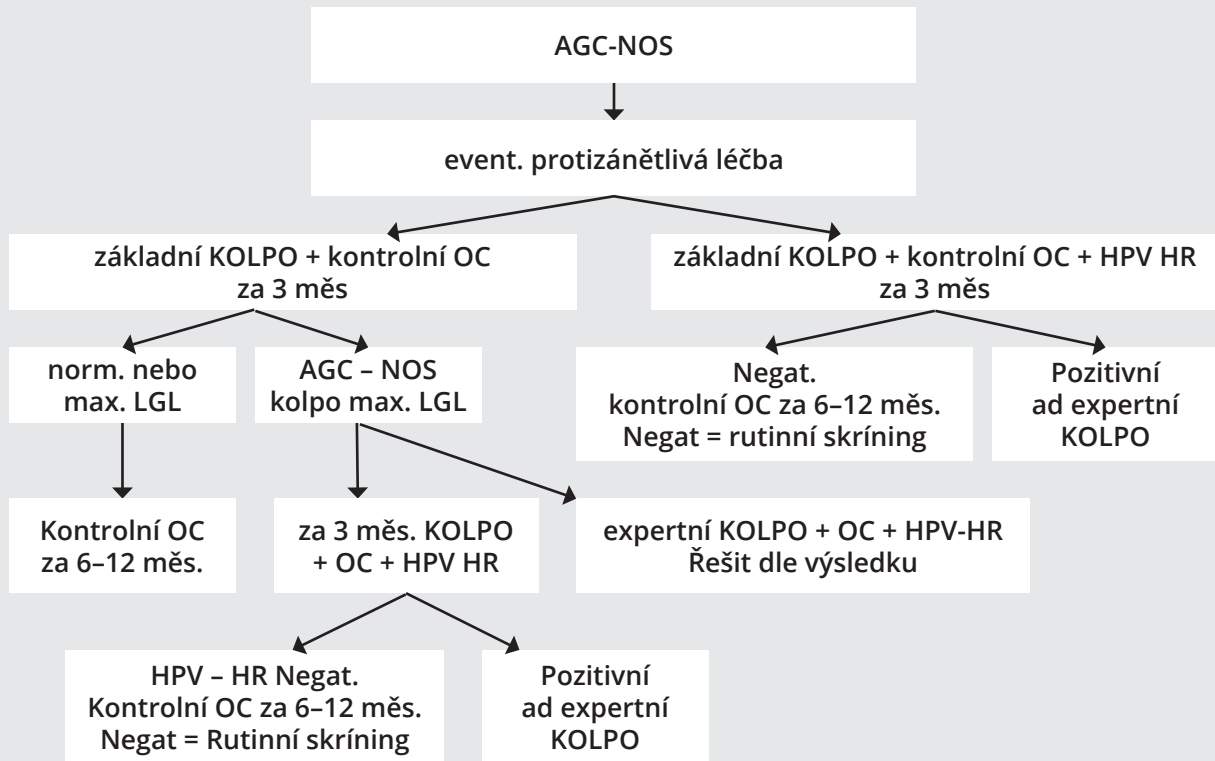 AGC-NOS
event. protizánětlivá léčba
základní KOLPO + kontrolní OC
za 3 měs
základní KOLPO + kontrolní OC + HPV HR
za 3 měs
norm. nebo
max. LGL
AGC – NOS
kolpo max. LGL
Negat.
kontrolní OC za 6–12 měs.
Negat = rutinní skríning
Pozitivní
ad expertní
KOLPO
Kontrolní OC
za 6–12 měs.
za 3 měs. KOLPO
+ OC + HPV HR
expertní KOLPO + OC + HPV-HR
Řešit dle výsledku
HPV – HR Negat.
Kontrolní OC za 6–12 měs.
Negat = Rutinní skríning
Pozitivní
ad expertní
KOLPO